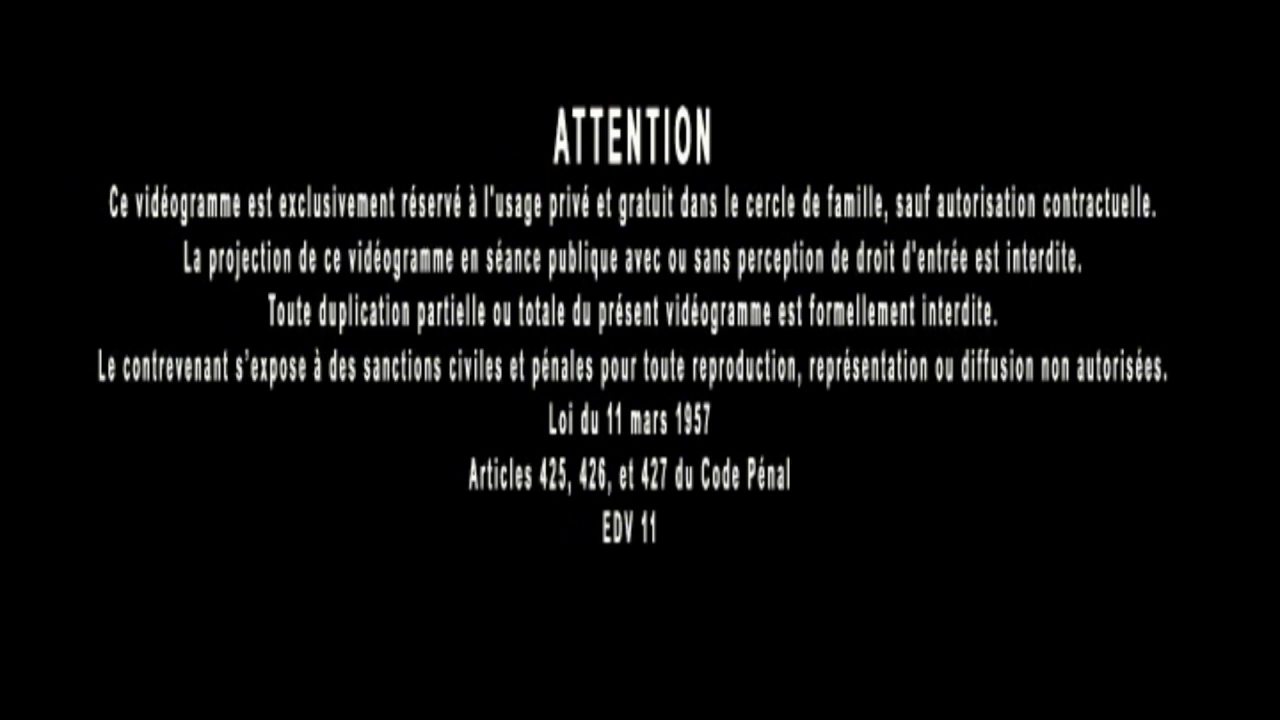 ATTENTION
Ce vidéogramme est exclusivement réservé à l'usage privé et gratuit dans le cercle de famille, sauf autorisation contractuelle.
La projection de ce vidéogramme en séance publique avec ou sans perception de droit d'entrée est interdite.
Toute duplication partielle ou totale du présent vidéogramme est formellement interdite.
Le contrevenant s'expose à des sanctions civiles et pénales pour toute reproduction, représentation ou diffusion non autorisées.
Loi du 11 mars 1957
Articles 425, 426, et 427 du Code Pénal
EDV 11